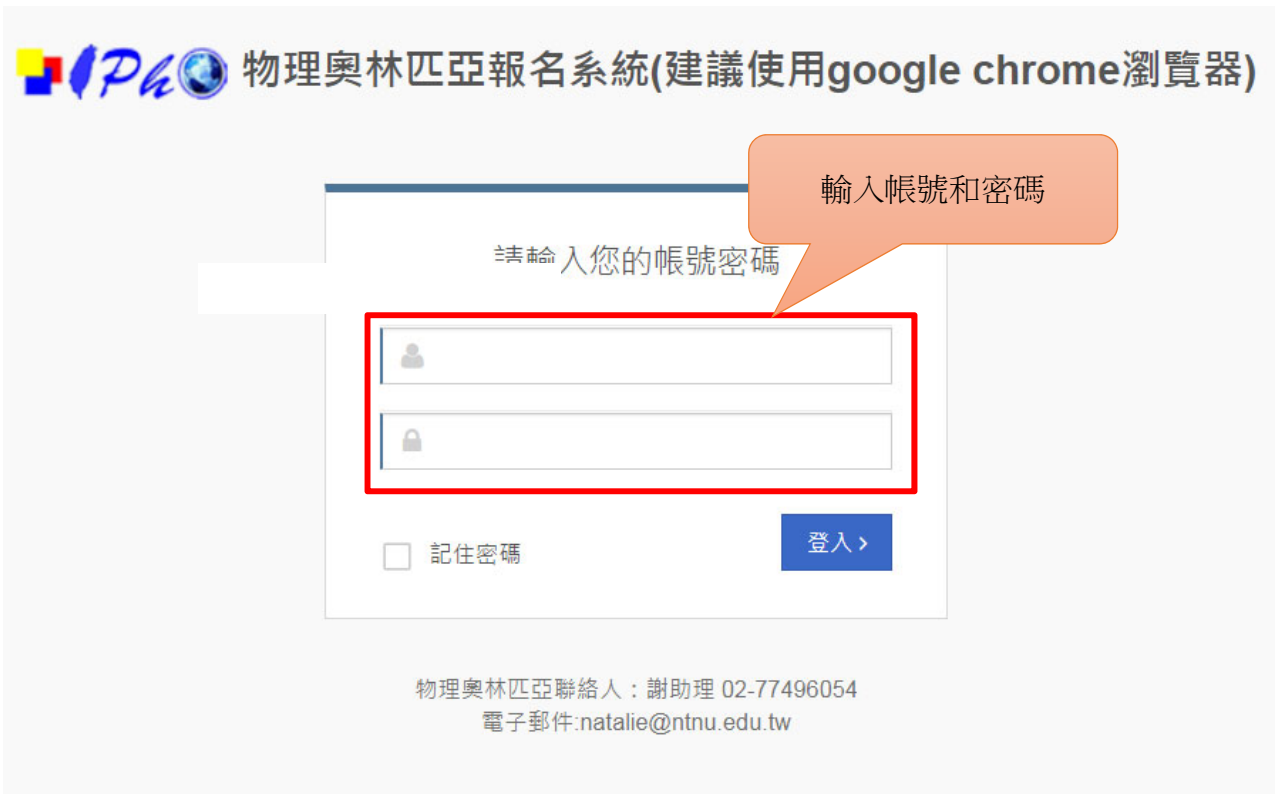 IPhO 物理奧林匹亞報名系統(建議使用google chrome瀏覽器)
輸入帳號和密碼
請輸入您的帳號密碼
記住密碼
登入 >
物理奧林匹亞聯絡人：謝助理 02-77496054
電子郵件:natalie@ntnu.edu.tw